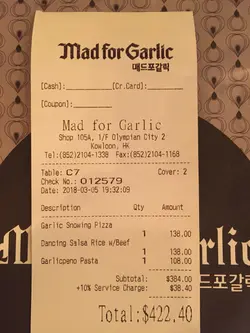 Mad for Garlic
매드포갈릭
[Cash]: [Cr.Card]:
[Coupon]:
Mad for Garlic
Shop 105A, 1/F Olympian City 2
Kowloon, HK
Tel:(852)2104-1338 Fax:(852)2104-1168
Table: C7 Cover: 2
Check No.: 012579
Date: 2018-03-05 19:32:09
Description Qty Amount
Garlic Snowing Pizza
1 138.00
Dancing Salsa Rice w/Beef
1 138.00
Garlicpeno Pasta 1 108.00
Subtotal: $384.00
+10% Service Charge: $38.40
Total:$422.40
Mad for Garlic
매드포갈릭